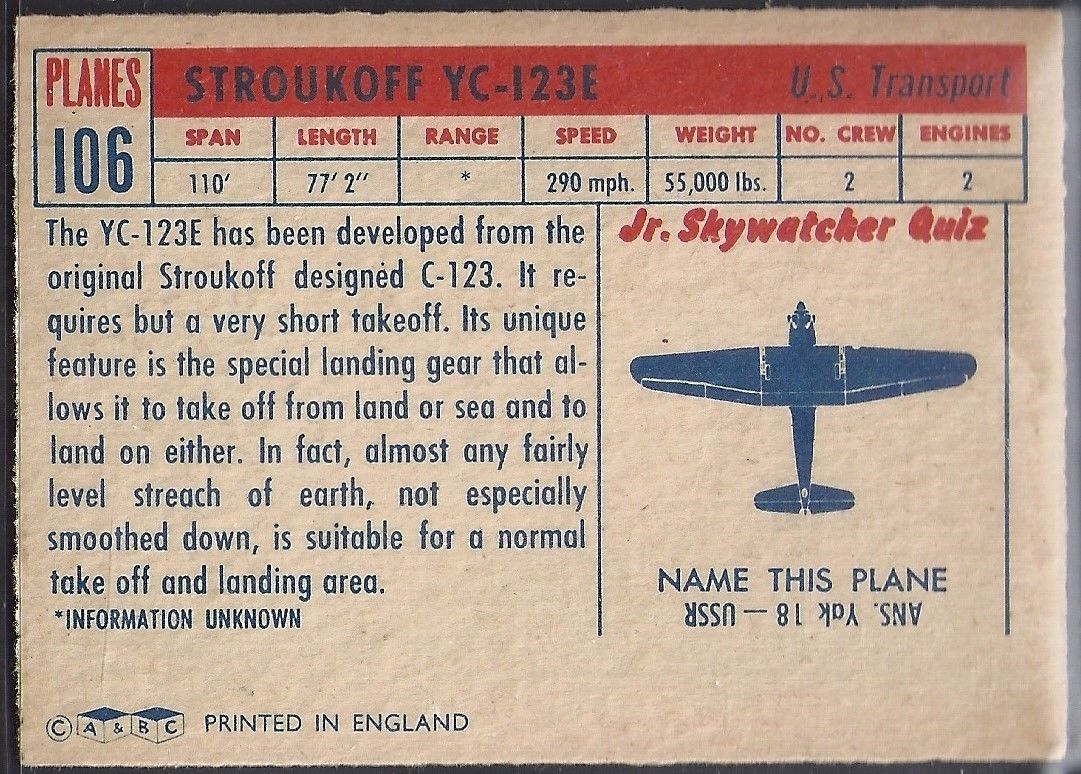 PLANES
106
STROUKOFF YC-123E
U.S. Transport
SPAN LENGTH RANGE SPEED WEIGHT NO. CREW ENGINES
110' 77' 2" * 290 mph. 55,000 lbs. 2 2
The YC-123E has been developed from the
original Stroukoff designed C-123. It re-
quires but a very short takeoff. Its unique
feature is the special landing gear that al-
lows it to take off from land or sea and to
land on either. In fact, almost any fairly
level streach of earth, not especially
smoothed down, is suitable for a normal
take off and landing area.
*INFORMATION UNKNOWN
Jr. Skywatcher Quiz
NAME THIS PLANE
ANS. Yak 18 — USSR
© A & BC PRINTED IN ENGLAND